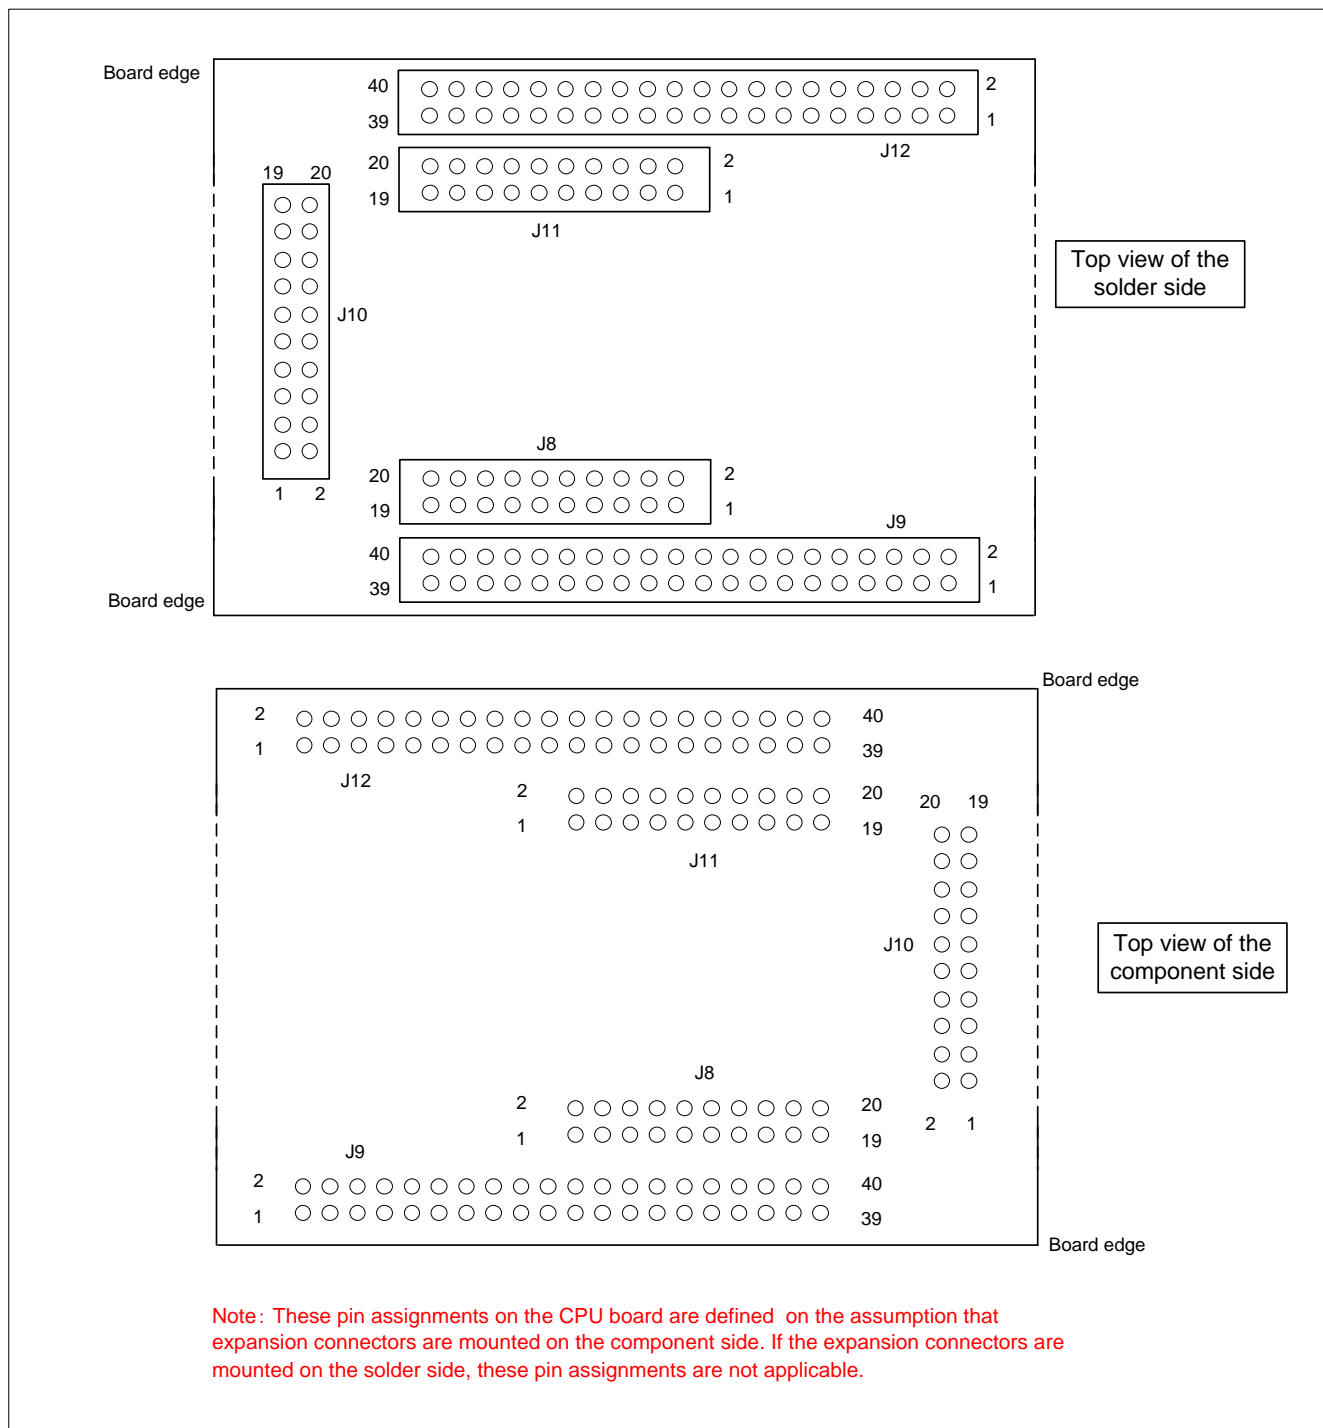 Board edge
40
2
39
1
J12
20
2
19
1
J11
19 20
J10
1 2
Top view of the
solder side
J8
20
2
19
1
J9
40
2
39
1
Board edge
Board edge
2
40
1
39
J12
2
20
1
19
J11
20 19
J10
2 1
Top view of the
component side
J8
2
20
1
19
J9
2
40
1
39
Board edge
Note: These pin assignments on the CPU board are defined on the assumption that
expansion connectors are mounted on the component side. If the expansion connectors are
mounted on the solder side, these pin assignments are not applicable.